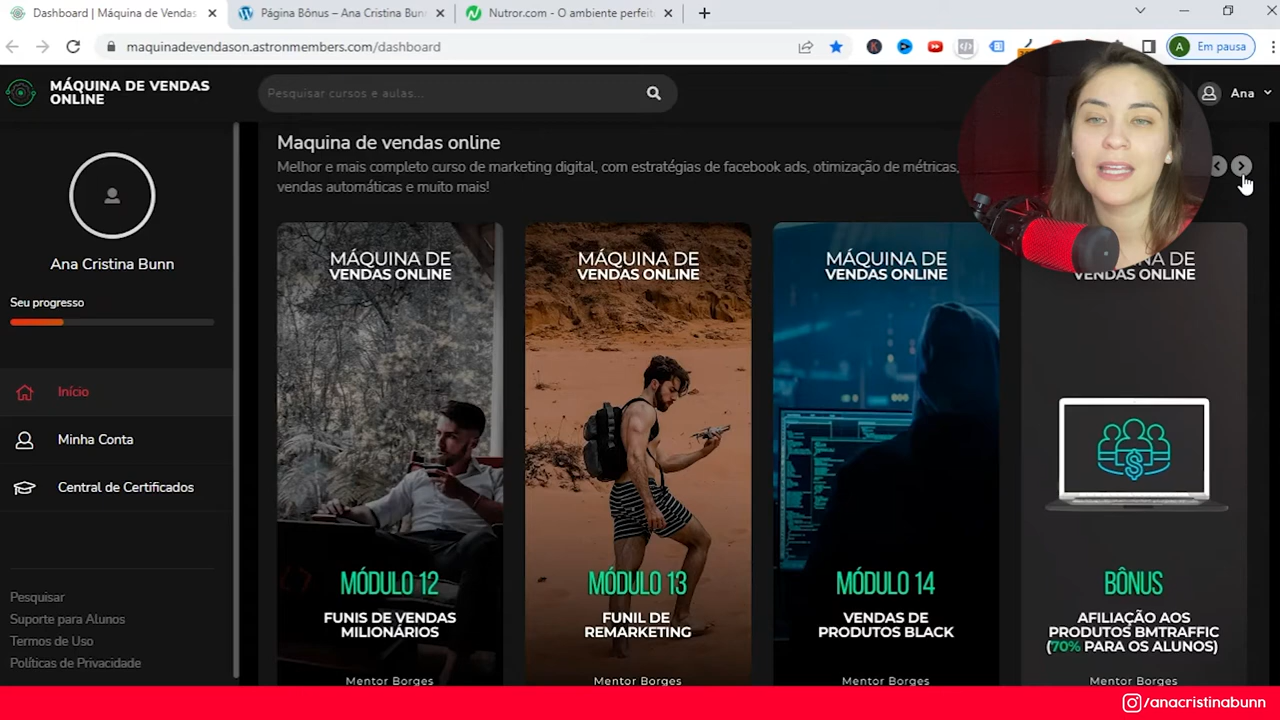 Dashboard | Máquina de Vendas
Página Bônus – Ana Cristina Bun
Nutror.com - O ambiente perfeit
maquinadevendason.astronmembers.com/dashboard
A
Em pausa
MÁQUINA DE VENDAS
ONLINE
Pesquisar cursos e aulas...
Ana
Ana Cristina Bunn
Seu progresso
Início
Minha Conta
Central de Certificados
Pesquisar
Suporte para Alunos
Termos de Uso
Políticas de Privacidade
Maquina de vendas online
Melhor e mais completo curso de marketing digital, com estratégias de facebook ads, otimização de métricas,
vendas automáticas e muito mais!
MÁQUINA DE
VENDAS ONLINE
MÓDULO 12
FUNIS DE VENDAS
MILIONÁRIOS
Mentor Borges
MÁQUINA DE
VENDAS ONLINE
MÓDULO 13
FUNIL DE
REMARKETING
Mentor Borges
MÁQUINA DE
VENDAS ONLINE
MÓDULO 14
VENDAS DE
PRODUTOS BLACK
Mentor Borges
VENDAS ONLINE
BÔNUS
AFILIAÇÃO AOS
PRODUTOS BMTRAFFIC
(70% PARA OS ALUNOS)
Mentor Borges
/anacristinabunn